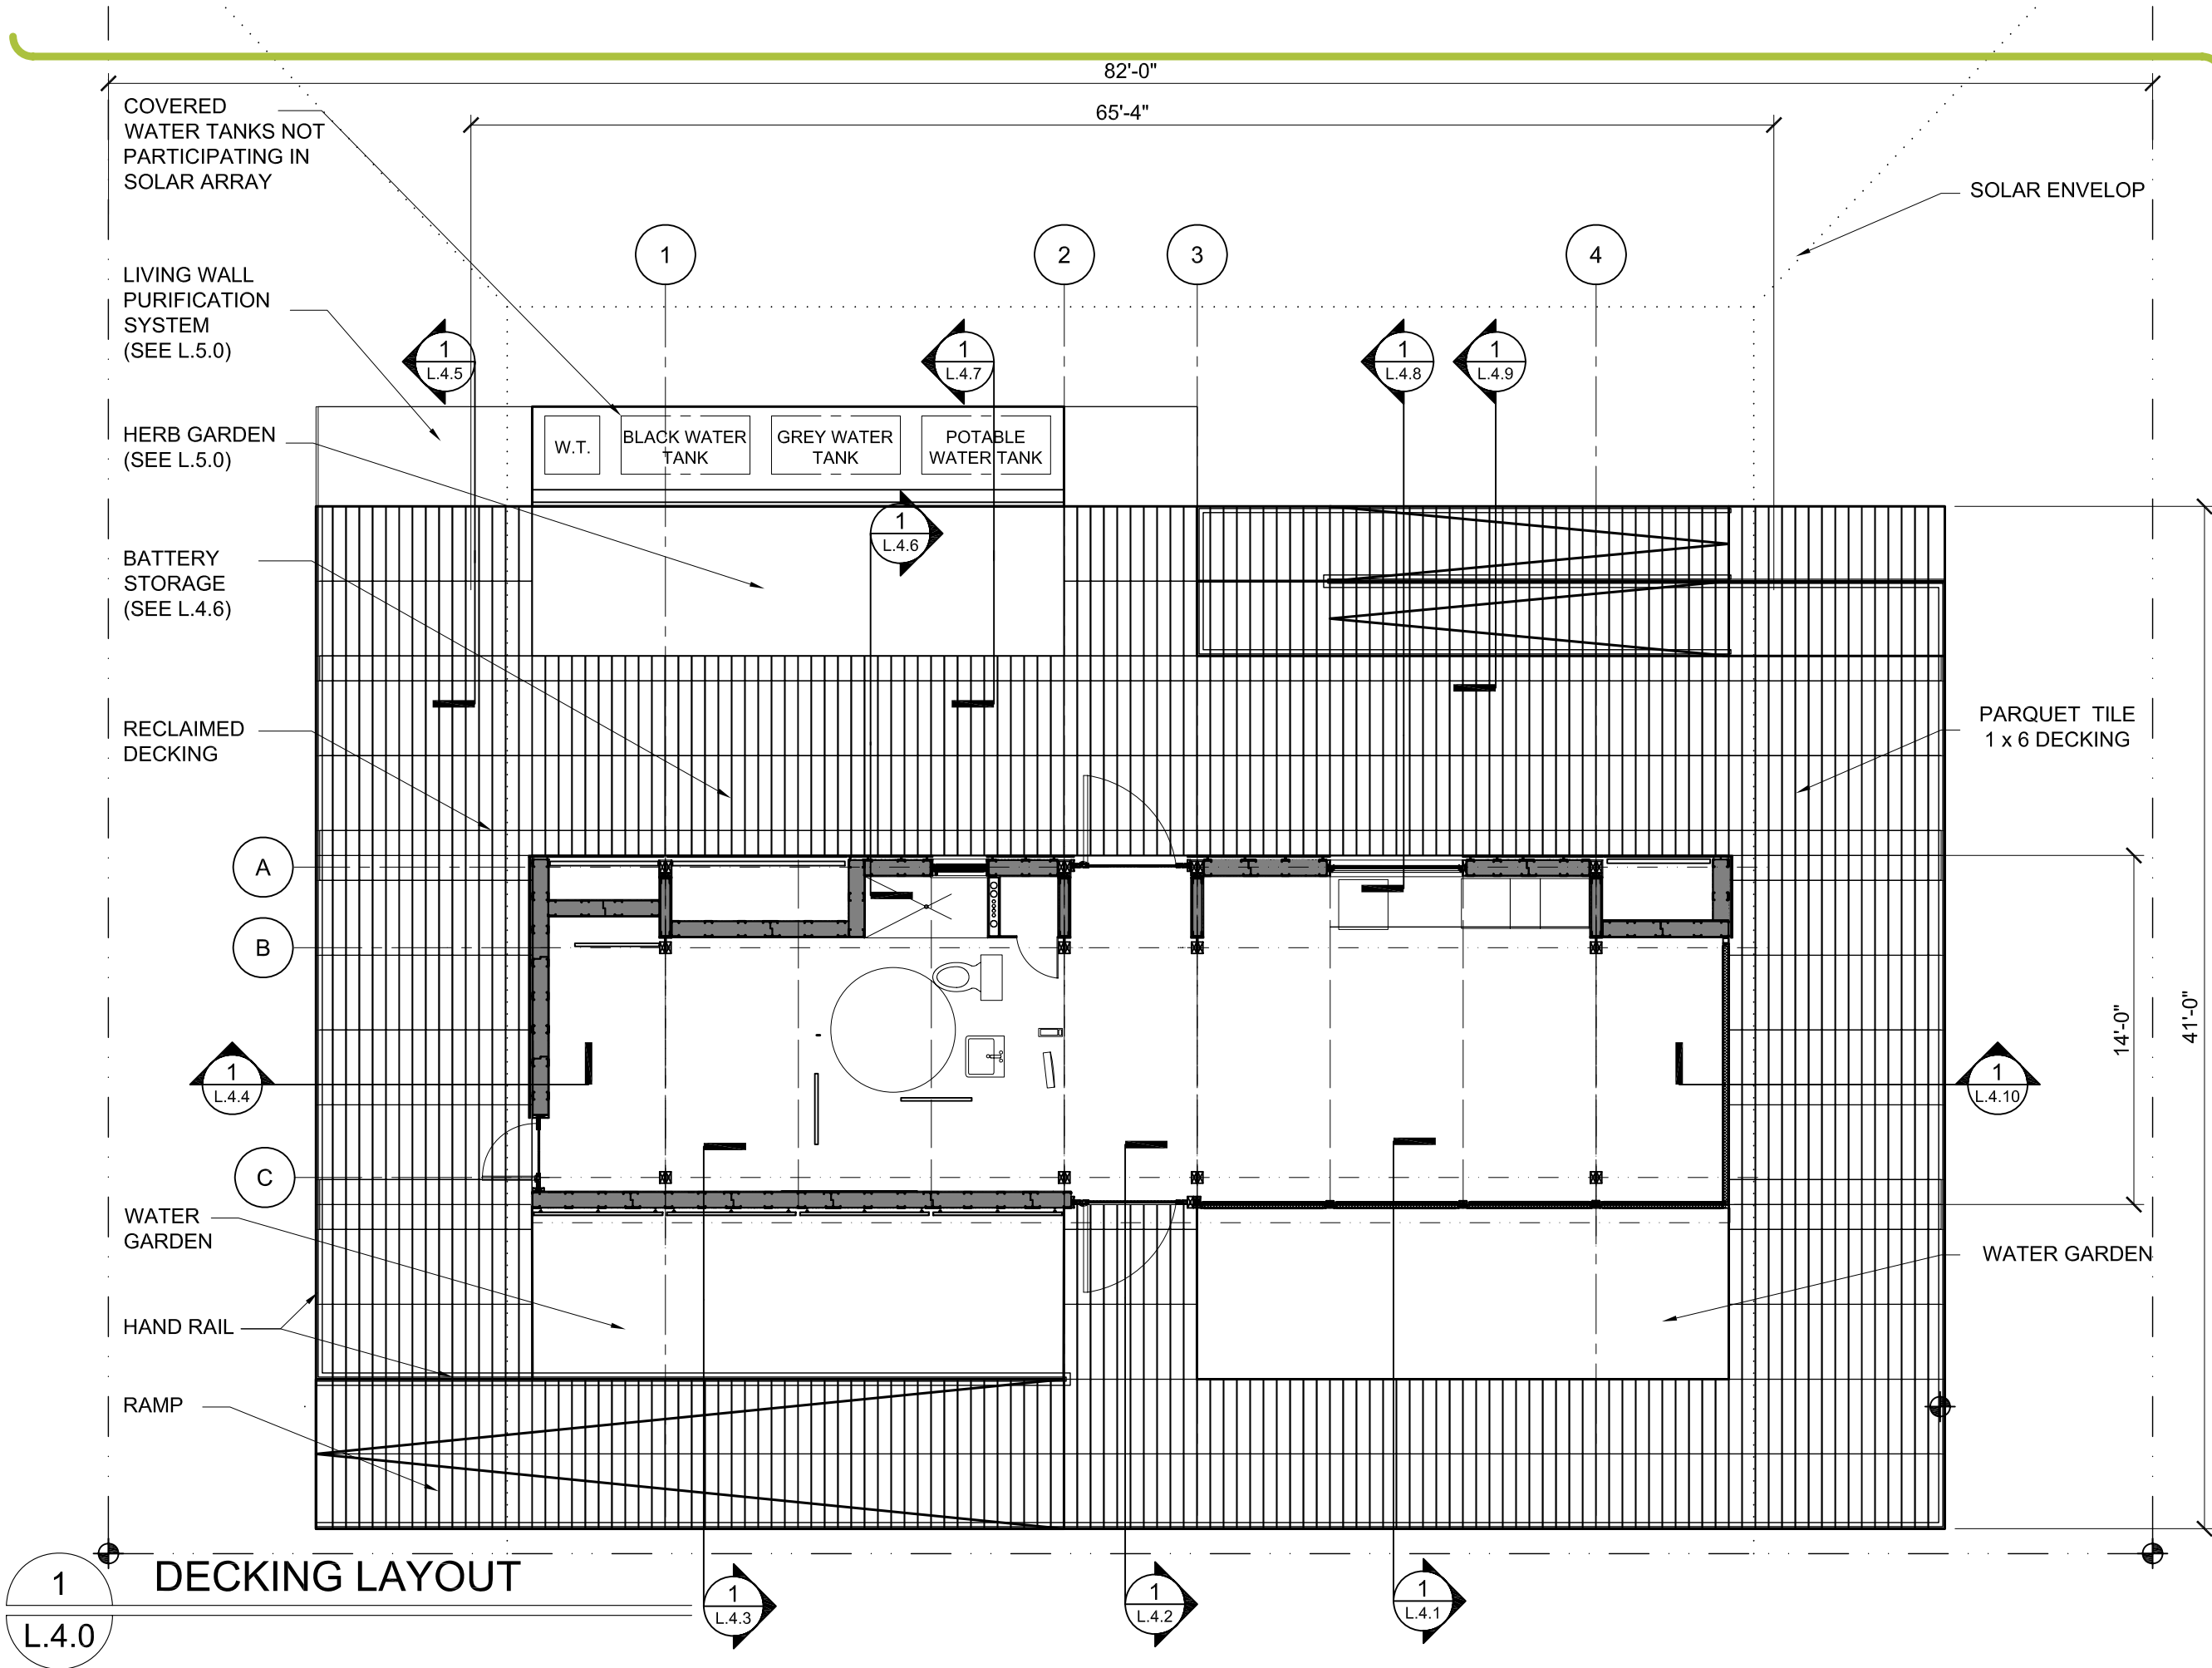 82'-0"
65'-4"
COVERED
WATER TANKS NOT
PARTICIPATING IN
SOLAR ARRAY
SOLAR ENVELOP
1
2
3
4
LIVING WALL
PURIFICATION
SYSTEM
(SEE L.5.0)
1
L.4.5
1
L.4.7
1
L.4.8
1
L.4.9
HERB GARDEN
(SEE L.5.0)
W.T.
BLACK WATER
TANK
GREY WATER
TANK
POTABLE
WATER TANK
1
L.4.6
BATTERY
STORAGE
(SEE L.4.6)
RECLAIMED
DECKING
PARQUET TILE
1 x 6 DECKING
A
B
C
14'-0"
41'-0"
1
L.4.4
1
L.4.10
WATER
GARDEN
WATER GARDEN
HAND RAIL
RAMP
1
L.4.0
DECKING LAYOUT
1
L.4.3
1
L.4.2
1
L.4.1